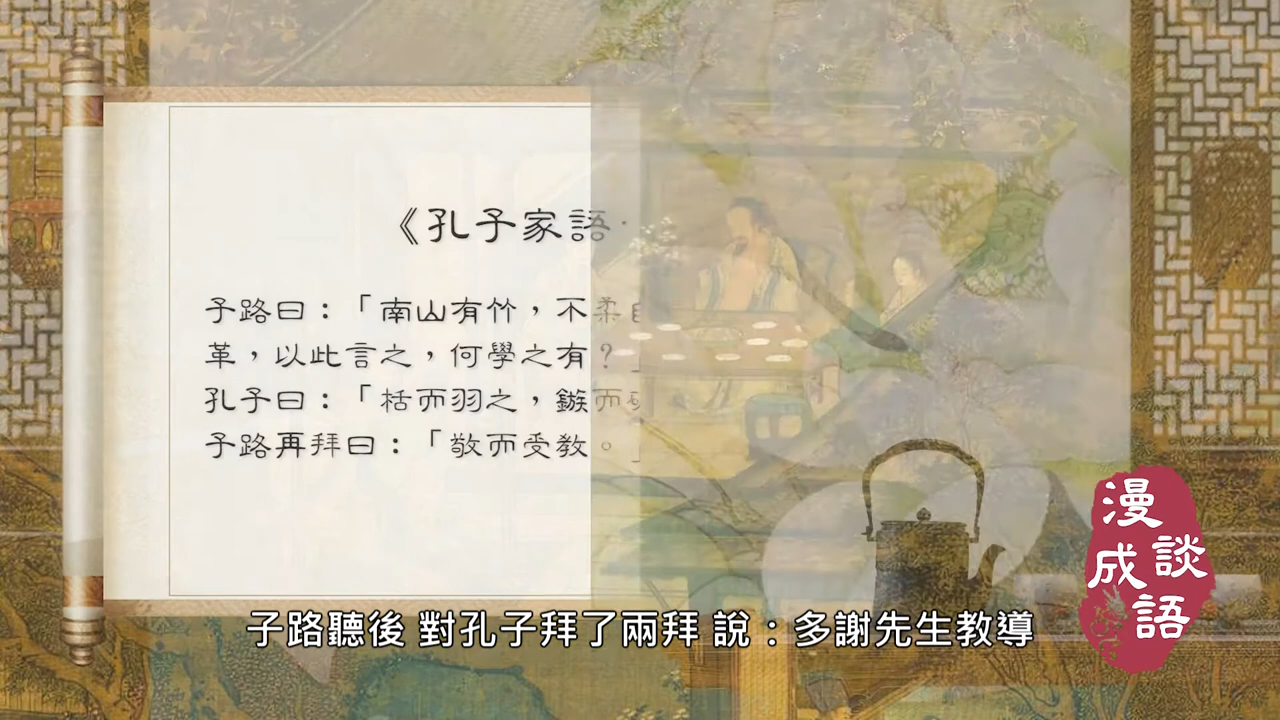 《孔子家語·
子路曰：「南山有竹，不柔自
革，以此言之，何學之有？」
孔子曰：「栝而羽之，鏃而
子路再拜曰：「敬而受教。」
子路聽後 對孔子拜了兩拜 說：多謝先生教導
漫談
成語